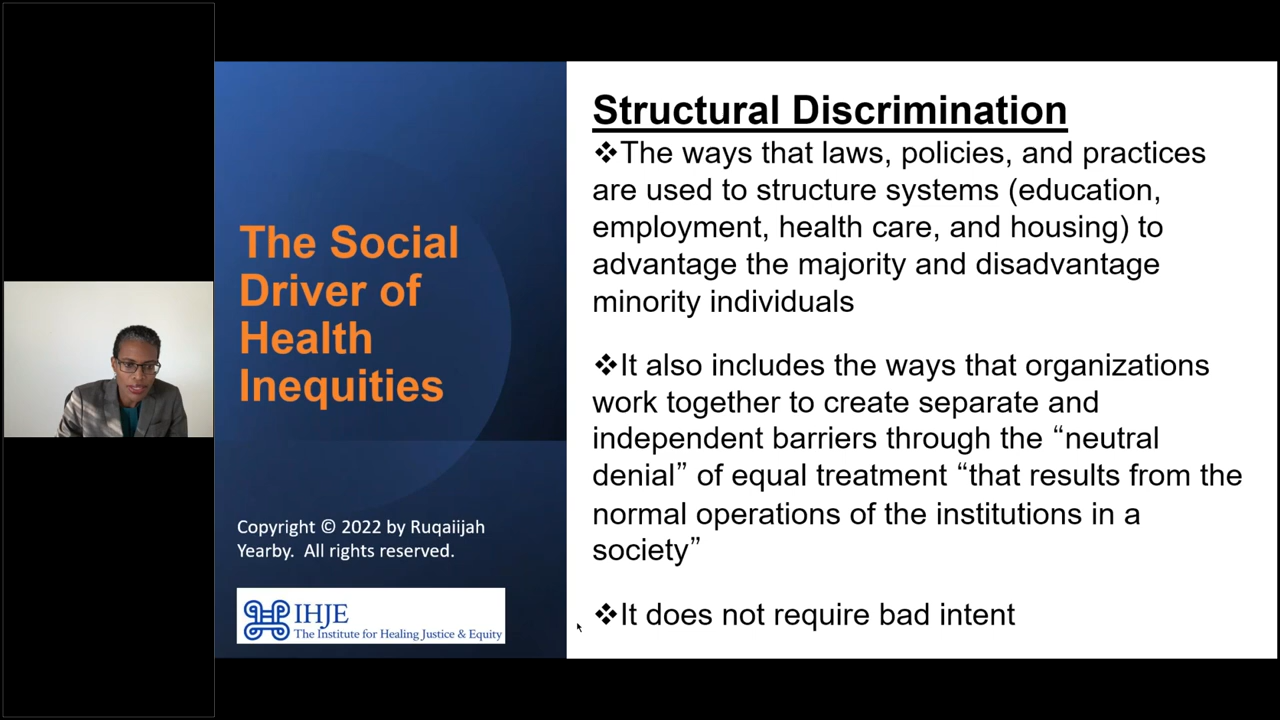 The Social
Driver of
Health
Inequities
Copyright © 2022 by Ruqaiijah
Yearby. All rights reserved.
IHJE
The Institute for Healing Justice & Equity
Structural Discrimination
❖The ways that laws, policies, and practices
are used to structure systems (education,
employment, health care, and housing) to
advantage the majority and disadvantage
minority individuals
❖It also includes the ways that organizations
work together to create separate and
independent barriers through the “neutral
denial” of equal treatment “that results from the
normal operations of the institutions in a
society”
❖It does not require bad intent